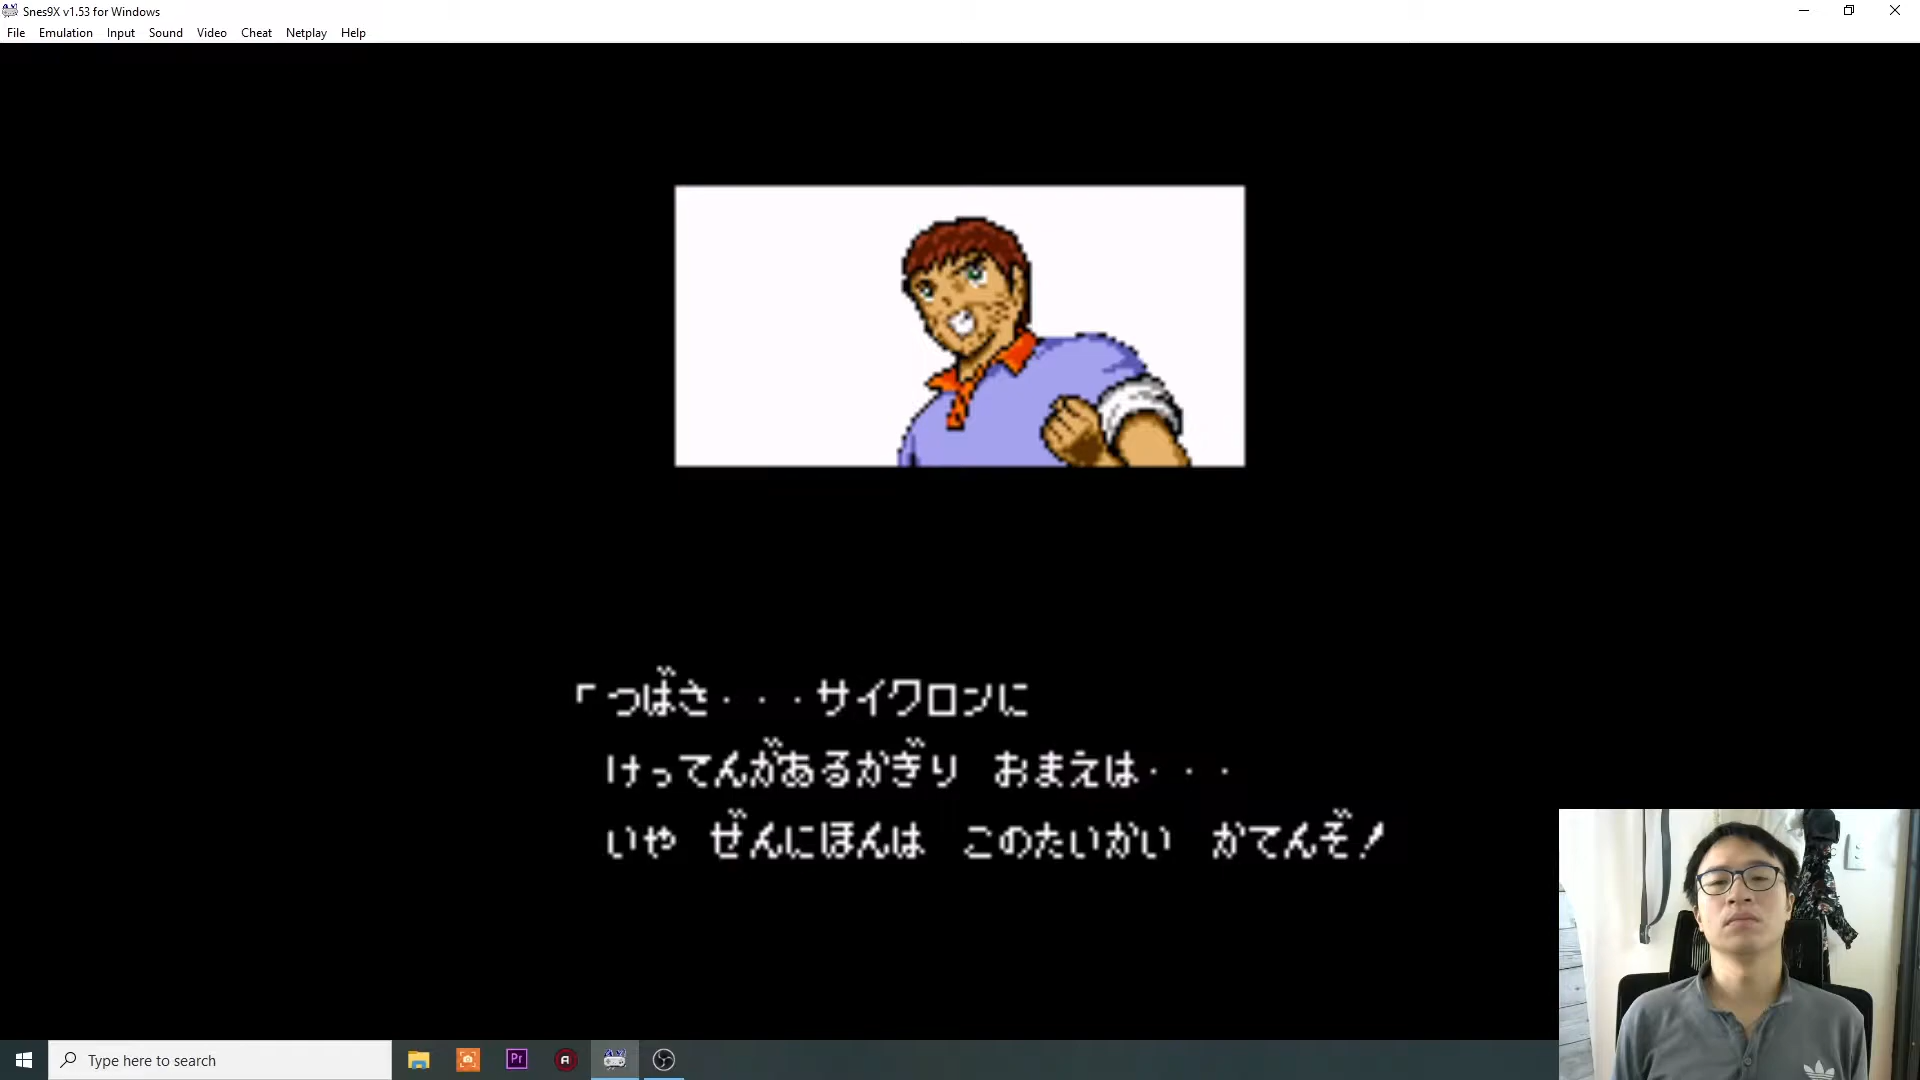 Snes9X v1.53 for Windows
File Emulation Input Sound Video Cheat Netplay Help
「つばさ・・・サイクロンに
けってんがあるかぎり おまえは・・・
いや ぜんにほんは このたいかい かてんぞ!
Type here to search
Pr